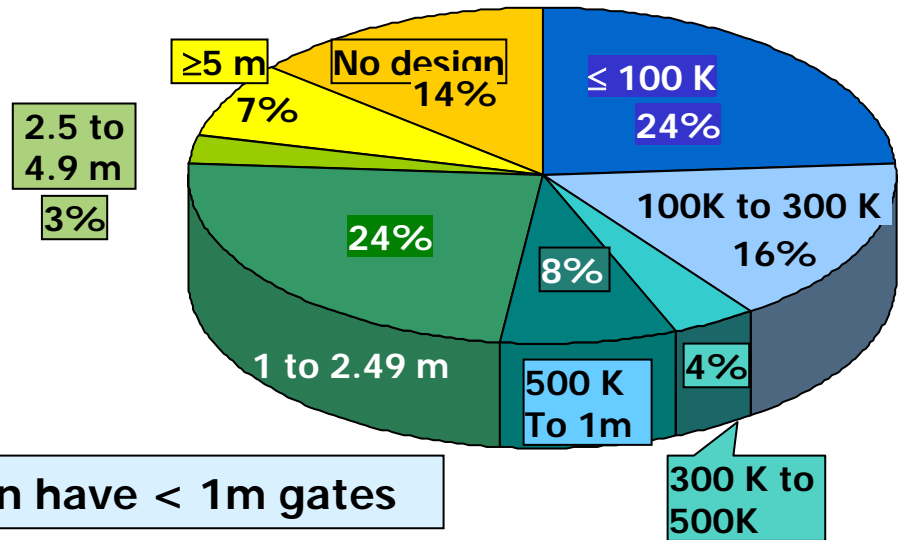 ≥5 m
7%
No design
14%
≤ 100 K
24%
2.5 to
4.9 m
3%
100K to 300 K
16%
24%
8%
1 to 2.49 m
500 K
To 1m
4%
300 K to
500K
have < 1m gates